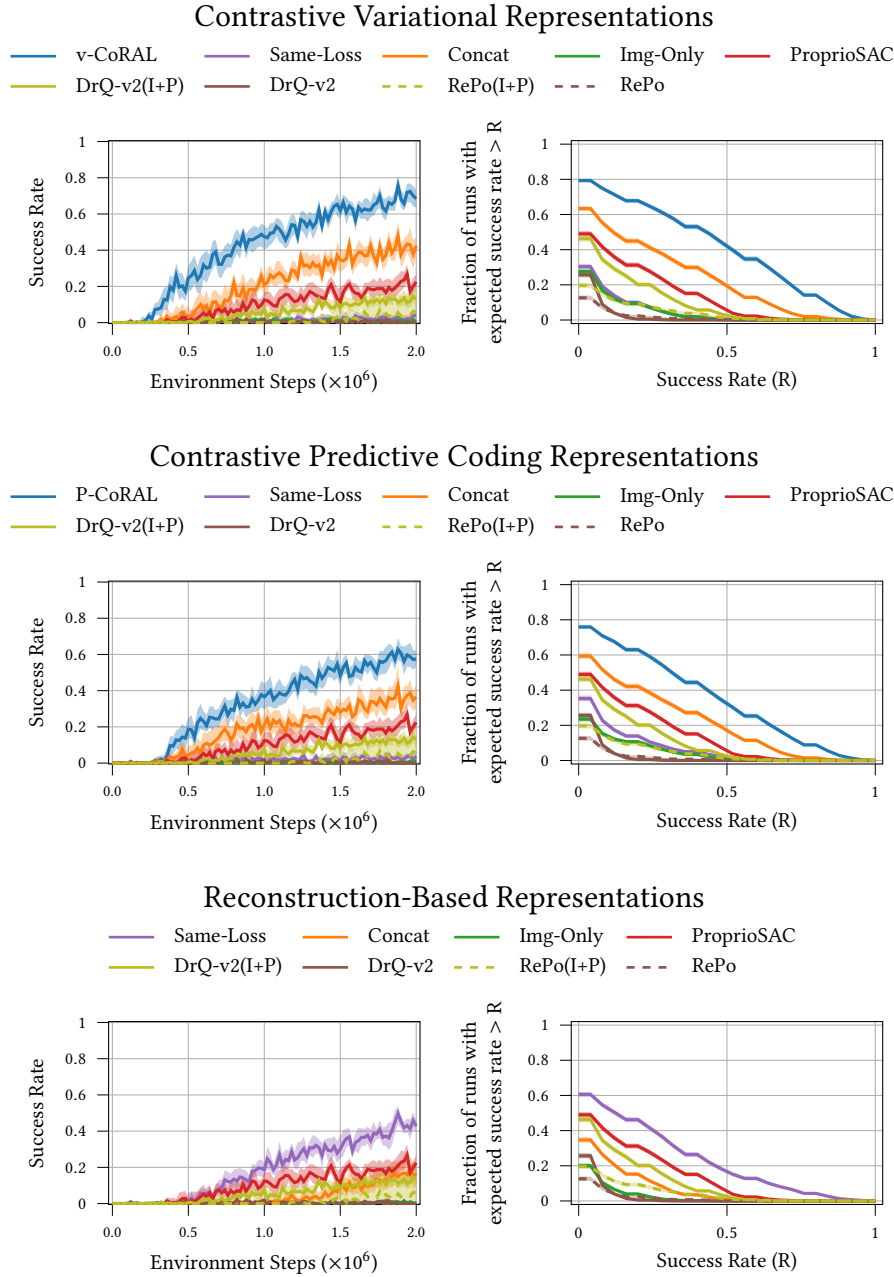 Contrastive Variational Representations
v-CoRAL Same-Loss Concat Img-Only ProprioSAC
DrQ-v2(I+P) DrQ-v2 RePo(I+P) RePo
Success Rate
1
0.8
0.6
0.4
0.2
0
0.0 0.5 1.0 1.5 2.0
Environment Steps (×10⁶)
Fraction of runs with
expected success rate > R
1
0.8
0.6
0.4
0.2
0
0 0.5 1
Success Rate (R)
Contrastive Predictive Coding Representations
P-CoRAL Same-Loss Concat Img-Only ProprioSAC
DrQ-v2(I+P) DrQ-v2 RePo(I+P) RePo
Success Rate
1
0.8
0.6
0.4
0.2
0
0.0 0.5 1.0 1.5 2.0
Environment Steps (×10⁶)
Fraction of runs with
expected success rate > R
1
0.8
0.6
0.4
0.2
0
0 0.5 1
Success Rate (R)
Reconstruction-Based Representations
Same-Loss Concat Img-Only ProprioSAC
DrQ-v2(I+P) DrQ-v2 RePo(I+P) RePo
Success Rate
1
0.8
0.6
0.4
0.2
0
0.0 0.5 1.0 1.5 2.0
Environment Steps (×10⁶)
Fraction of runs with
expected success rate > R
1
0.8
0.6
0.4
0.2
0
0 0.5 1
Success Rate (R)